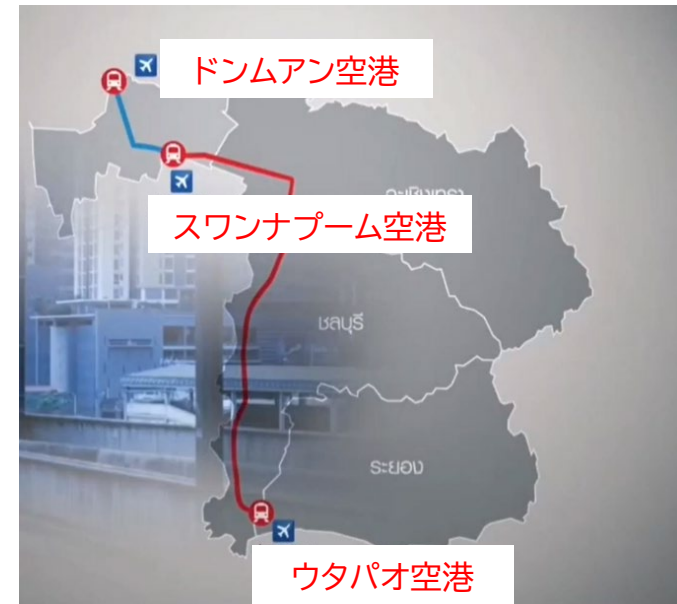 ドンムアン空港
スワンナプーム空港
ชลบุรี
ระยอง
ウタパオ空港